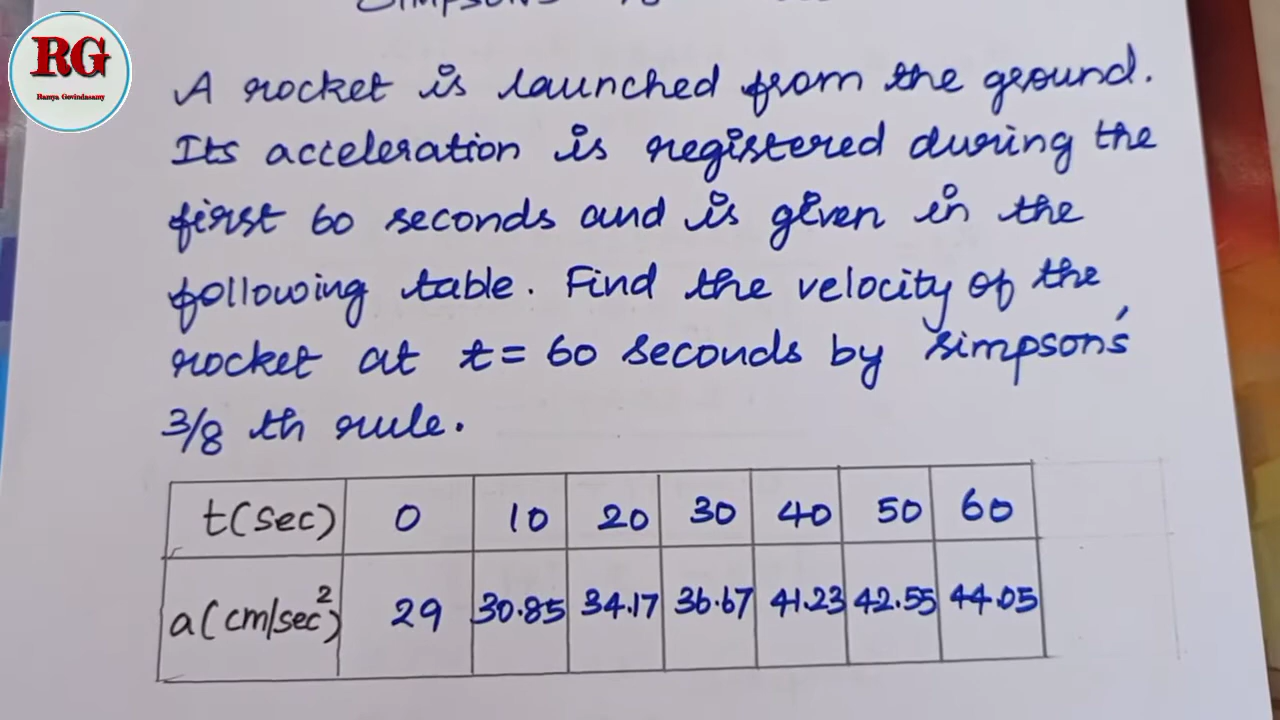 RG
Ramya Govindasamy
A rocket is launched from the ground.
Its acceleration is registered during the
first 60 seconds and is given in the
following table. Find the velocity of the
rocket at t = 60 seconds by simpson's
3/8 th rule.
t(sec) 0 10 20 30 40 50 60
a(cm/sec²) 29 30.85 34.17 36.67 41.23 42.55 44.05